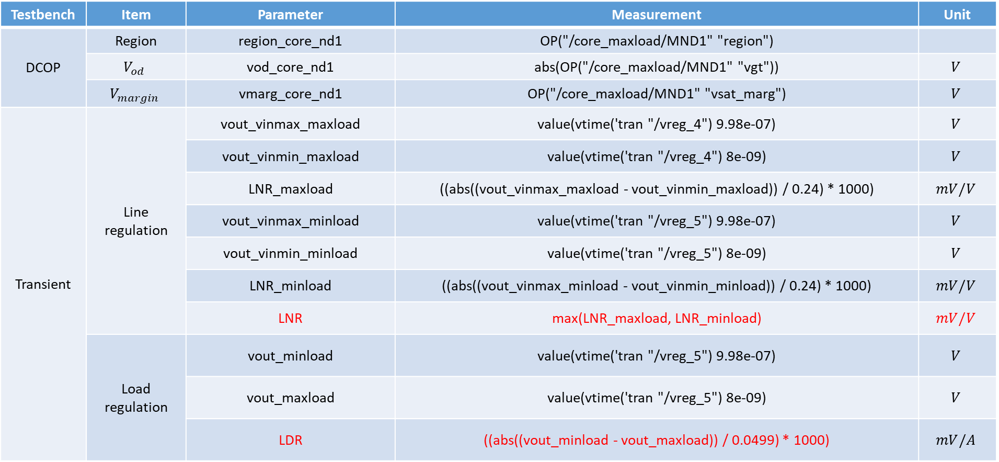 Testbench Item Parameter Measurement Unit
DCOP
Region region_core_nd1 OP("/core_maxload/MND1" "region")
V_od vod_core_nd1 abs(OP("/core_maxload/MND1" "vgt")) V
V_margin vmarg_core_nd1 OP("/core_maxload/MND1" "vsat_marg") V
Transient
Line
regulation
vout_vinmax_maxload value(vtime('tran "/vreg_4") 9.98e-07) V
vout_vinmin_maxload value(vtime('tran "/vreg_4") 8e-09) V
LNR_maxload ((abs((vout_vinmax_maxload - vout_vinmin_maxload)) / 0.24) * 1000) mV/V
vout_vinmax_minload value(vtime('tran "/vreg_5") 9.98e-07) V
vout_vinmin_minload value(vtime('tran "/vreg_5") 8e-09) V
LNR_minload ((abs((vout_vinmax_minload - vout_vinmin_minload)) / 0.24) * 1000) mV/V
LNR max(LNR_maxload, LNR_minload) mV/V
Load
regulation
vout_minload value(vtime('tran "/vreg_5") 9.98e-07) V
vout_maxload value(vtime('tran "/vreg_5") 8e-09) V
LDR ((abs((vout_minload - vout_maxload)) / 0.0499) * 1000) mV/A